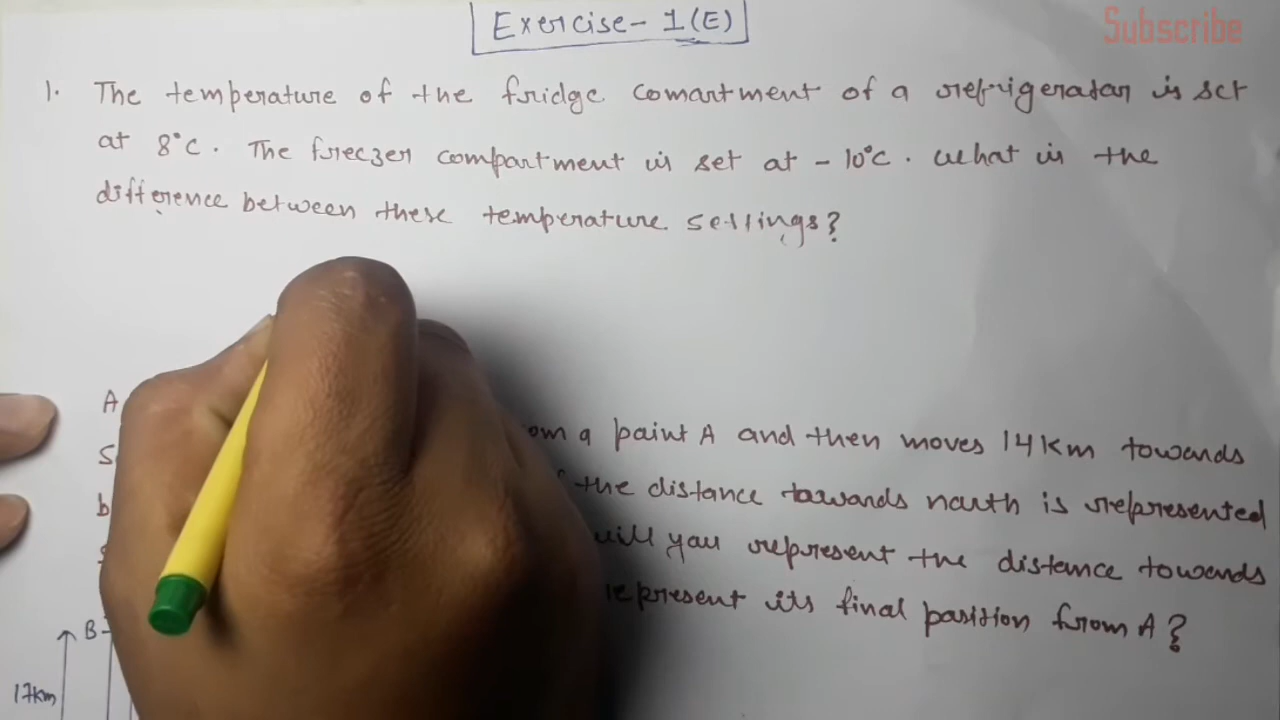 Exercise-1(E)
Subscribe
1. The temperature of the fridge comartment of a refrigerator is set
at 8°C. The freezer compartment is set at -10°C. What is the
difference between these temperature settings?
A
om a point A and then moves 14 km towards
S
the distance towards north is represented
b
will you represent the distance towards
represent its final position from A?
B
17km